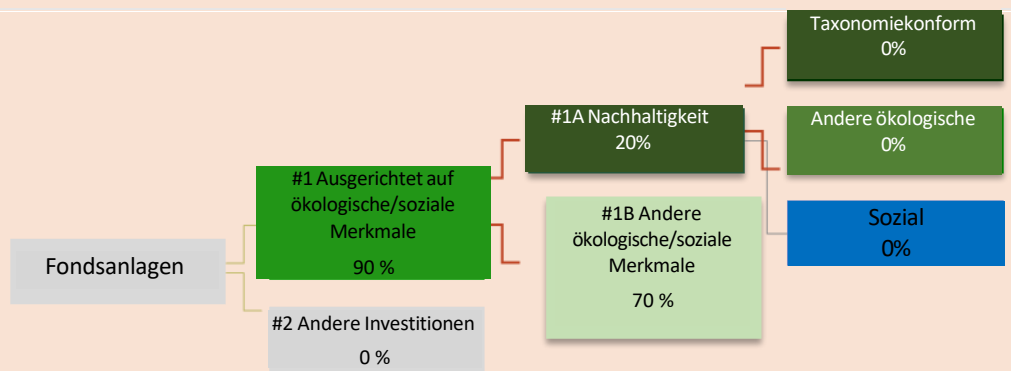 Fondsanlagen
#1 Ausgerichtet auf
ökologische/soziale
Merkmale
90 %
#2 Andere Investitionen
0 %
#1A Nachhaltigkeit
20%
#1B Andere
ökologische/soziale
Merkmale
70 %
Taxonomiekonform
0%
Andere ökologische
0%
Sozial
0%